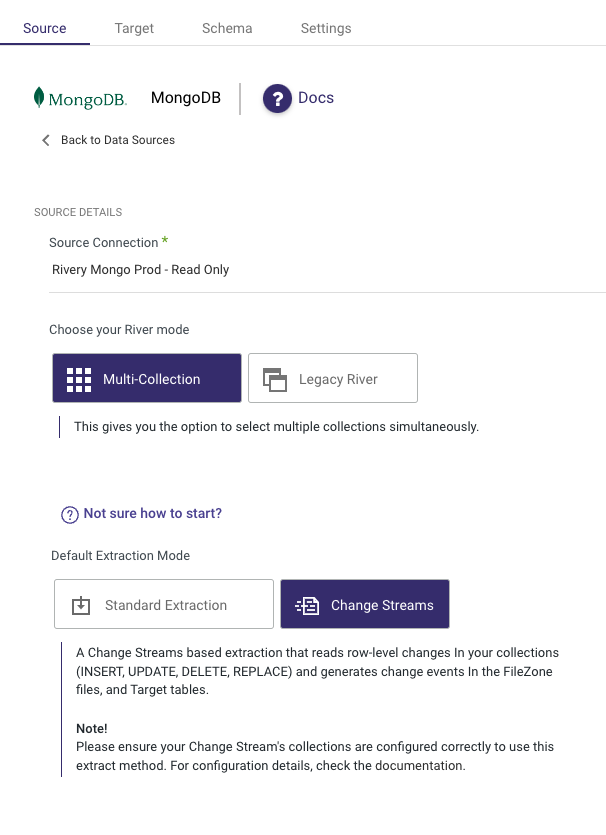 Source Target Schema Settings
MongoDB. MongoDB ? Docs
Back to Data Sources
SOURCE DETAILS
Source Connection *
Rivery Mongo Prod - Read Only
Choose your River mode
Multi-Collection Legacy River
This gives you the option to select multiple collections simultaneously.
? Not sure how to start?
Default Extraction Mode
Standard Extraction Change Streams
A Change Streams based extraction that reads row-level changes In your collections
(INSERT, UPDATE, DELETE, REPLACE) and generates change events In the FileZone
files, and Target tables.
Note!
Please ensure your Change Stream's collections are configured correctly to use this
extract method. For configuration details, check the documentation.